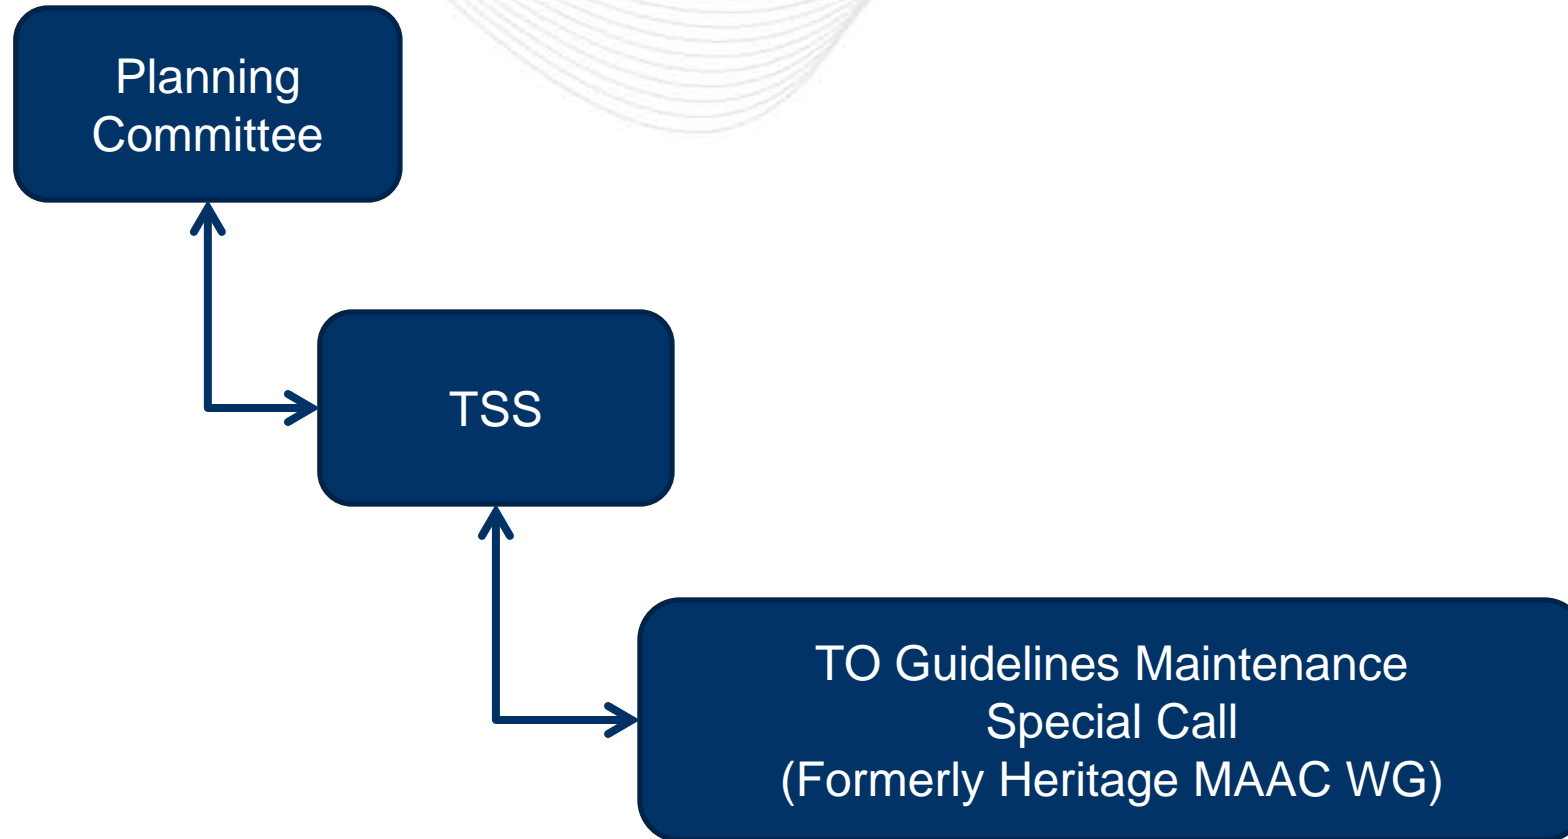 Planning
Committee
TSS
TO Guidelines Maintenance
Special Call
(Formerly Heritage MAAC WG)